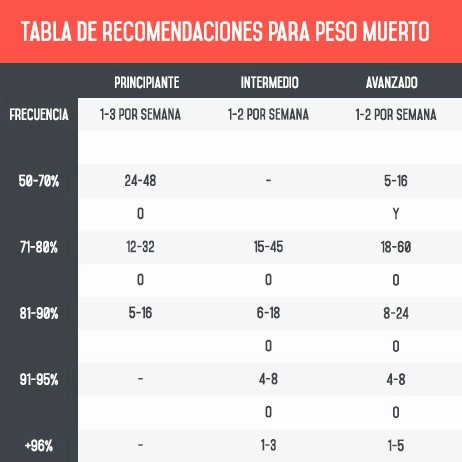 TABLA DE RECOMENDACIONES PARA PESO MUERTO
PRINCIPIANTE INTERMEDIO AVANZADO
FRECUENCIA 1-3 POR SEMANA 1-2 POR SEMANA 1-2 POR SEMANA
50-70% 24-48 - 5-16
O Y
71-80% 12-32 15-45 18-60
O O O
81-90% 5-16 6-18 8-24
O O
91-95% - 4-8 4-8
O O
+96% - 1-3 1-5